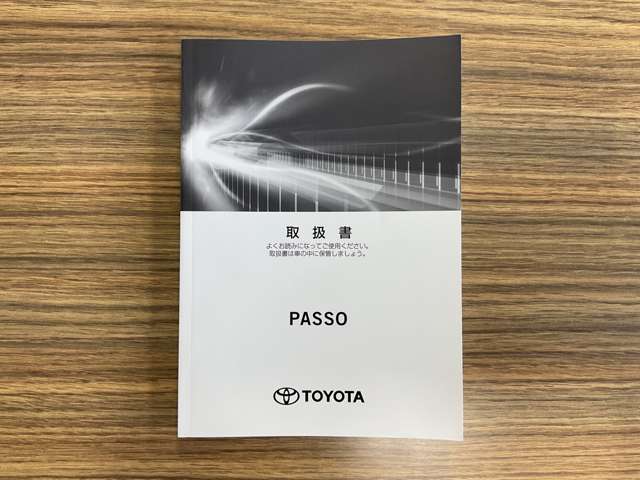 取扱書
よくお読みになってご使用ください。
取扱書は車の中に保管しましょう。
PASSO
TOYOTA